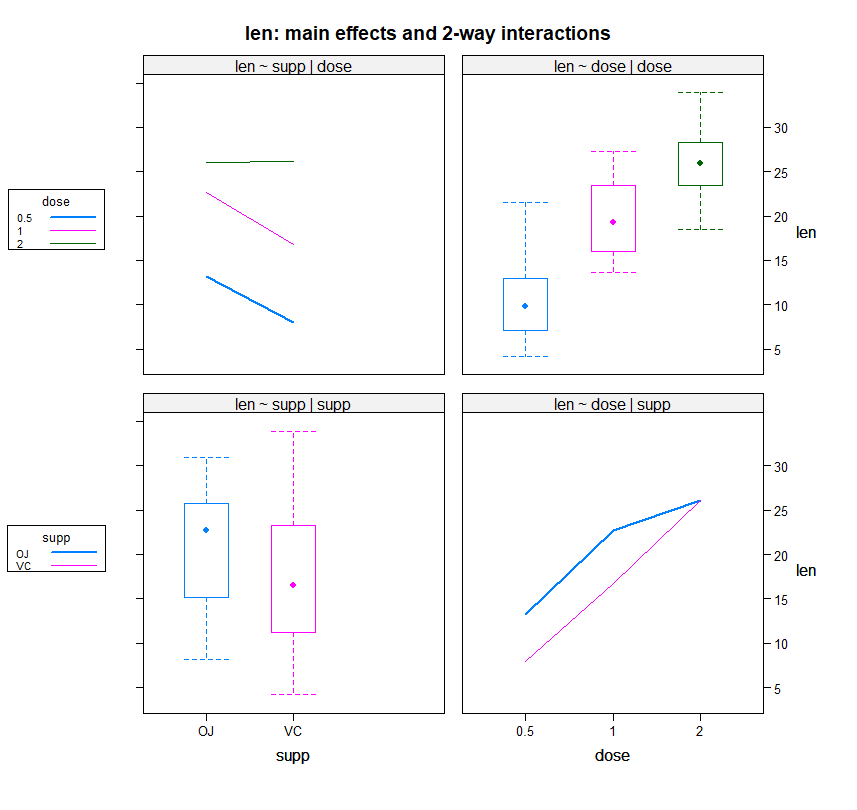 len: main effects and 2-way interactions
len ~ supp | dose
len ~ dose | dose
dose
0.5
1
2
30
25
20
15
10
5
len
len ~ supp | supp
len ~ dose | supp
supp
OJ
VC
30
25
20
15
10
5
len
OJ VC
supp
0.5 1 2
dose